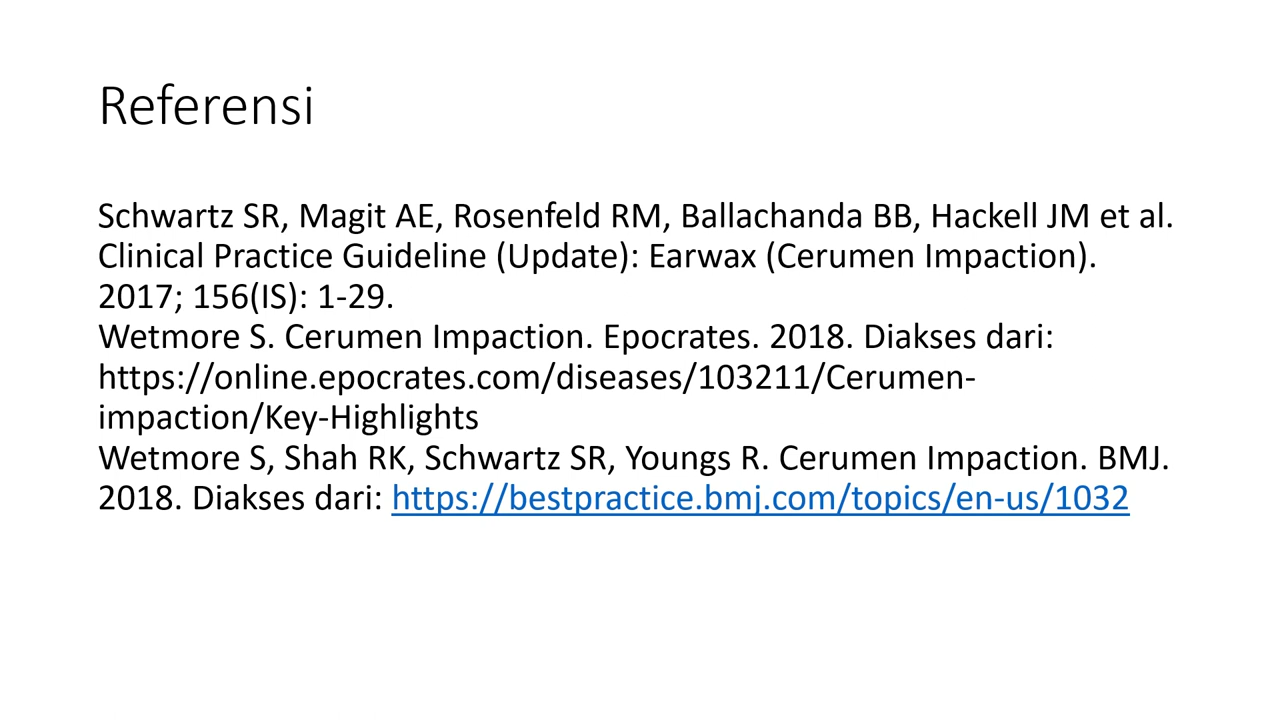 Referensi
Schwartz SR, Magit AE, Rosenfeld RM, Ballachanda BB, Hackell JM et al.
Clinical Practice Guideline (Update): Earwax (Cerumen Impaction).
2017; 156(IS): 1-29.
Wetmore S. Cerumen Impaction. Epocrates. 2018. Diakses dari:
https://online.epocrates.com/diseases/103211/Cerumen-
impaction/Key-Highlights
Wetmore S, Shah RK, Schwartz SR, Youngs R. Cerumen Impaction. BMJ.
2018. Diakses dari: https://bestpractice.bmj.com/topics/en-us/1032